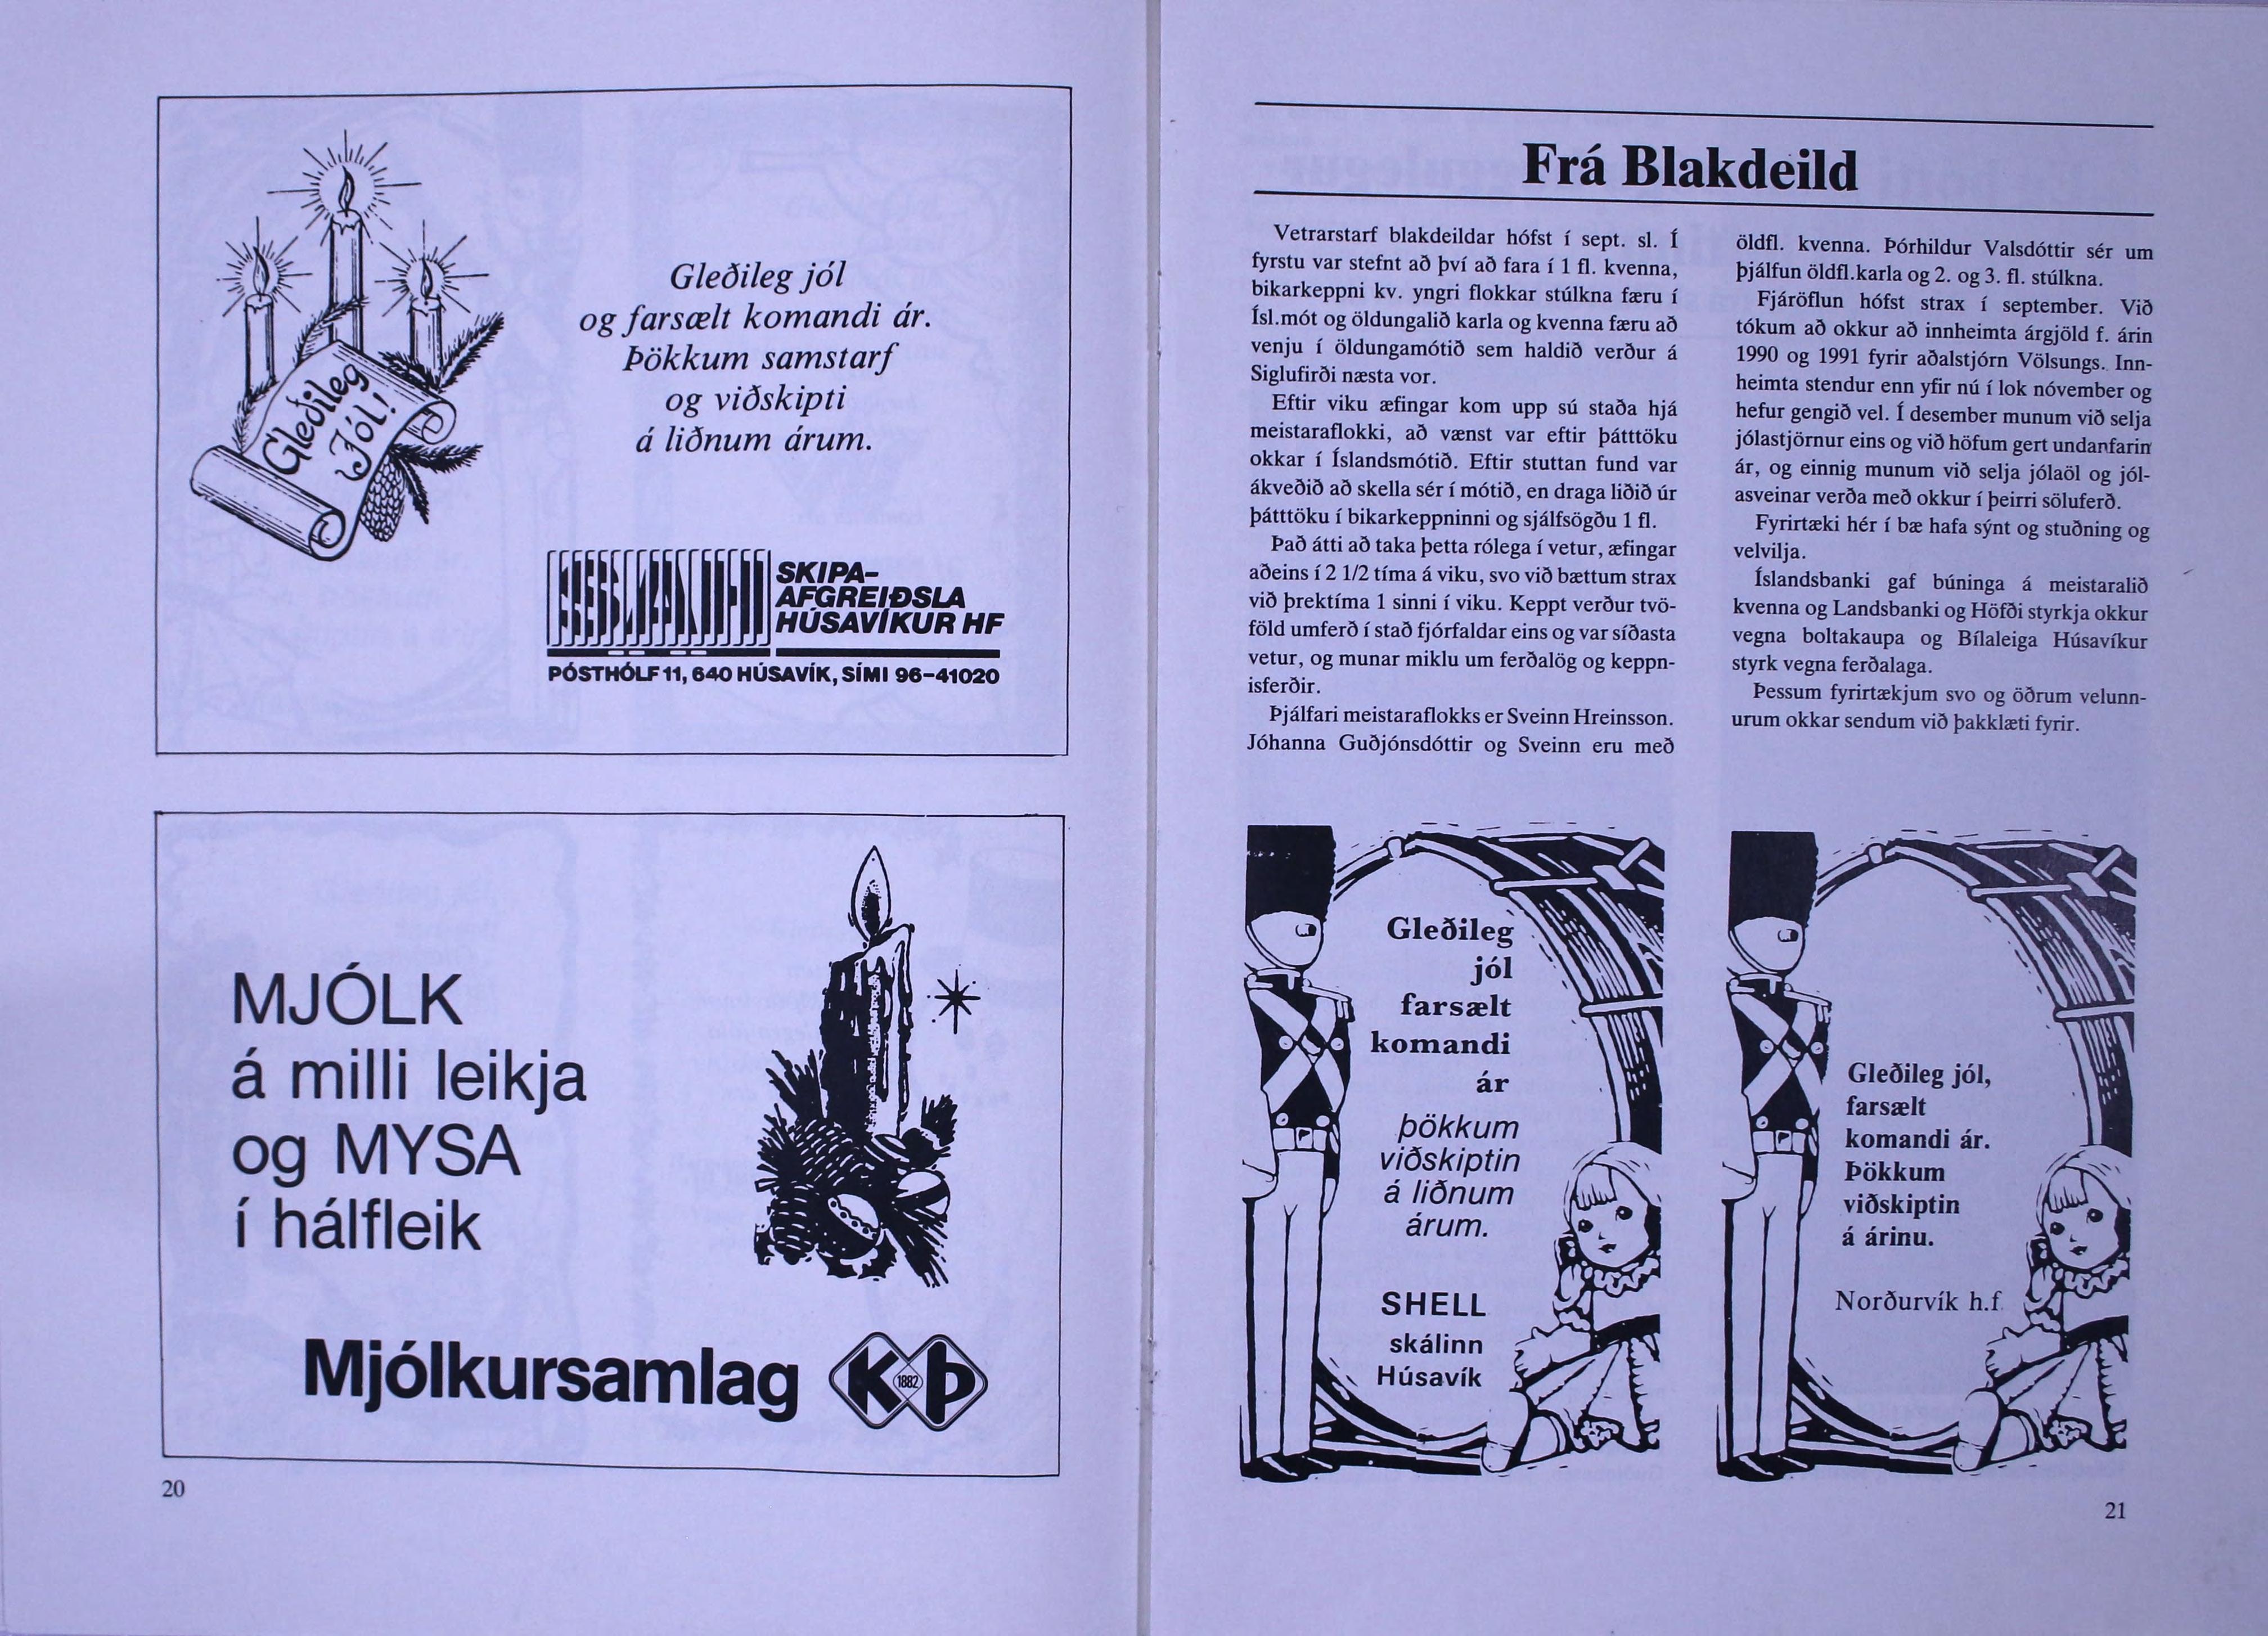 Gleðileg
Jól!
Gleðileg jól
og farsælt komandi ár.
Þökkum samstarf
og viðskipti
á liðnum árum.
SKIPA-
AFGREIÐSLA
HÚSAVÍKUR HF
PÓSTHÓLF 11, 640 HÚSAVÍK, SÍMI 96-41020
MJÓLK
á milli leikja
og MYSA
í hálfleik
Mjólkursamlag
K 1882 Þ
20
Frá Blakdeild
Vetrarstarf blakdeildar hófst í sept. sl. Í
fyrstu var stefnt að því að fara í 1 fl. kvenna,
bikarkeppni kv. yngri flokkar stúlkna færu í
Ísl.mót og öldungalið karla og kvenna færu að
venju í öldungamótið sem haldið verður á
Siglufirði næsta vor.
Eftir viku æfingar kom upp sú staða hjá
meistaraflokki, að vænst var eftir þátttöku
okkar í Íslandsmótið. Eftir stuttan fund var
ákveðið að skella sér í mótið, en draga liðið úr
þátttöku í bikarkeppninni og sjálfsögðu 1 fl.
Það átti að taka þetta rólega í vetur, æfingar
aðeins í 2 1/2 tíma á viku, svo við bættum strax
við þrektíma 1 sinni í viku. Keppt verður tvö-
föld umferð í stað fjórfaldar eins og var síðasta
vetur, og munar miklu um ferðalög og keppn-
isferðir.
Þjálfari meistaraflokks er Sveinn Hreinsson.
Jóhanna Guðjónsdóttir og Sveinn eru með
öldfl. kvenna. Þórhildur Valsdóttir sér um
þjálfun öldfl.karla og 2. og 3. fl. stúlkna.
Fjáröflun hófst strax í september. Við
tókum að okkur að innheimta árgjöld f. árin
1990 og 1991 fyrir aðalstjórn Völsungs. Inn-
heimta stendur enn yfir nú í lok nóvember og
hefur gengið vel. Í desember munum við selja
jólastjörnur eins og við höfum gert undanfarin
ár, og einnig munum við selja jólaöl og jól-
asveinar verða með okkur í þeirri söluferð.
Fyrirtæki hér í bæ hafa sýnt og stuðning og
velvilja.
Íslandsbanki gaf búninga á meistaralið
kvenna og Landsbanki og Höfði styrkja okkur
vegna boltakaupa og Bílaleiga Húsavíkur
styrk vegna ferðalaga.
Þessum fyrirtækjum svo og öðrum velunn-
urum okkar sendum við þakklæti fyrir.
Gleðileg
jól
farsælt
komandi
ár
þökkum
viðskiptin
á liðnum
árum.
SHELL
skálinn
Húsavík
Gleðileg jól,
farsælt
komandi ár.
Þökkum
viðskiptin
á árinu.
Norðurvík h.f.
21